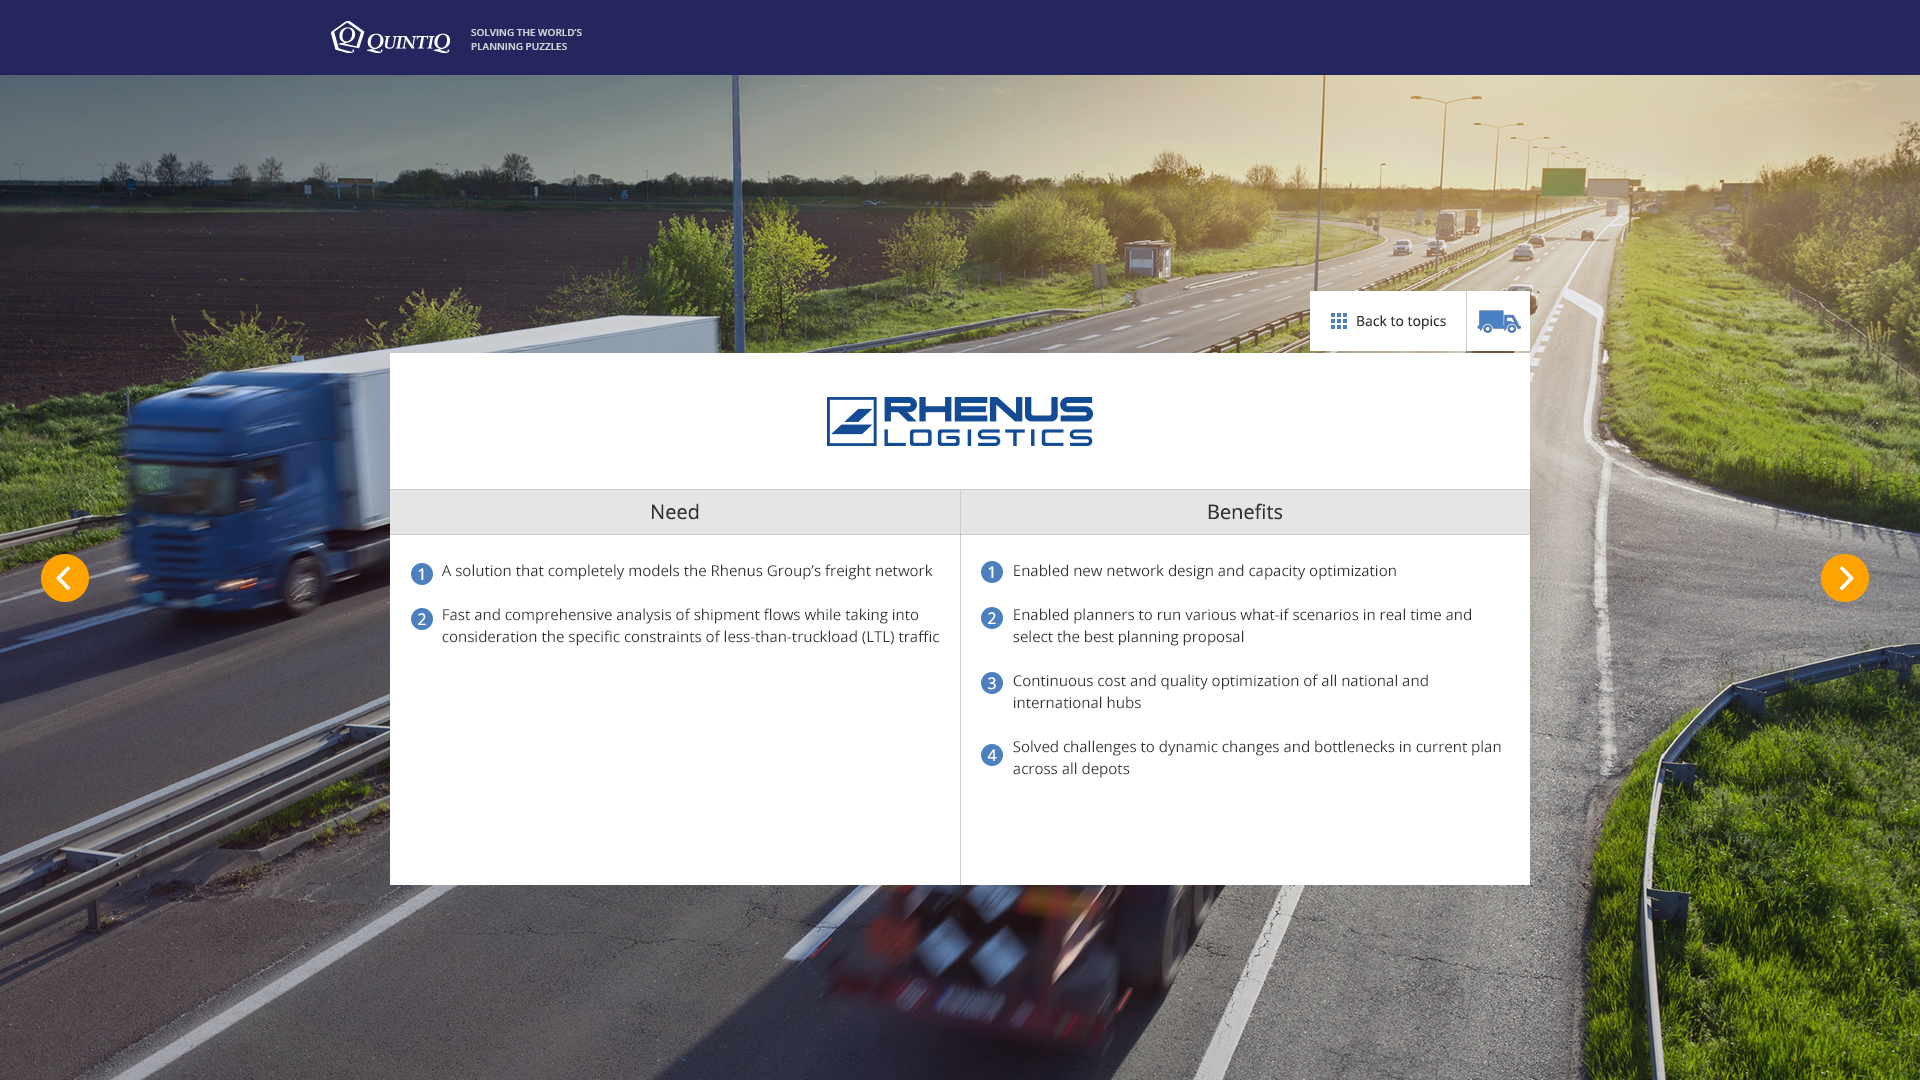 QUINTIQ
SOLVING THE WORLD'S
PLANNING PUZZLES
Back to topics
RHENUS
LOGISTICS
Need
Benefits
1 A solution that completely models the Rhenus Group's freight network
2 Fast and comprehensive analysis of shipment flows while taking into
consideration the specific constraints of less-than-truckload (LTL) traffic
1 Enabled new network design and capacity optimization
2 Enabled planners to run various what-if scenarios in real time and
select the best planning proposal
3 Continuous cost and quality optimization of all national and
international hubs
4 Solved challenges to dynamic changes and bottlenecks in current plan
across all depots